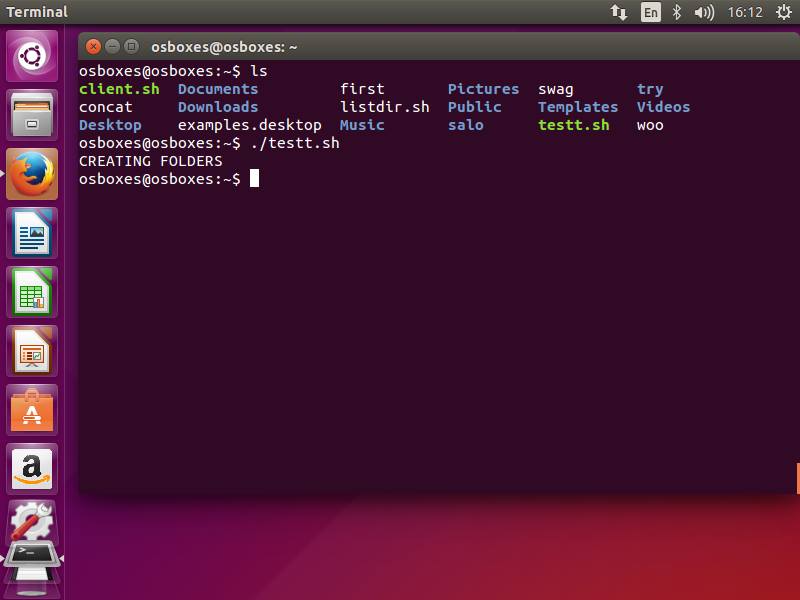 Terminal
En
16:12
osboxes@osboxes: ~
osboxes@osboxes:~$ ls
client.sh Documents first Pictures swag try
concat Downloads listdir.sh Public Templates Videos
Desktop examples.desktop Music salo testt.sh woo
osboxes@osboxes:~$ ./testt.sh
CREATING FOLDERS
osboxes@osboxes:~$